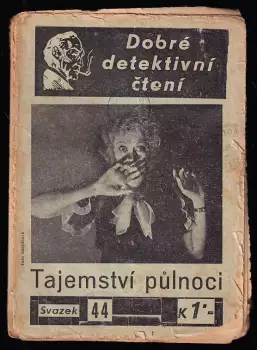 Dobré
detektivní
čtení
Tajemství půlnoci
Svazek 44 K 1·-